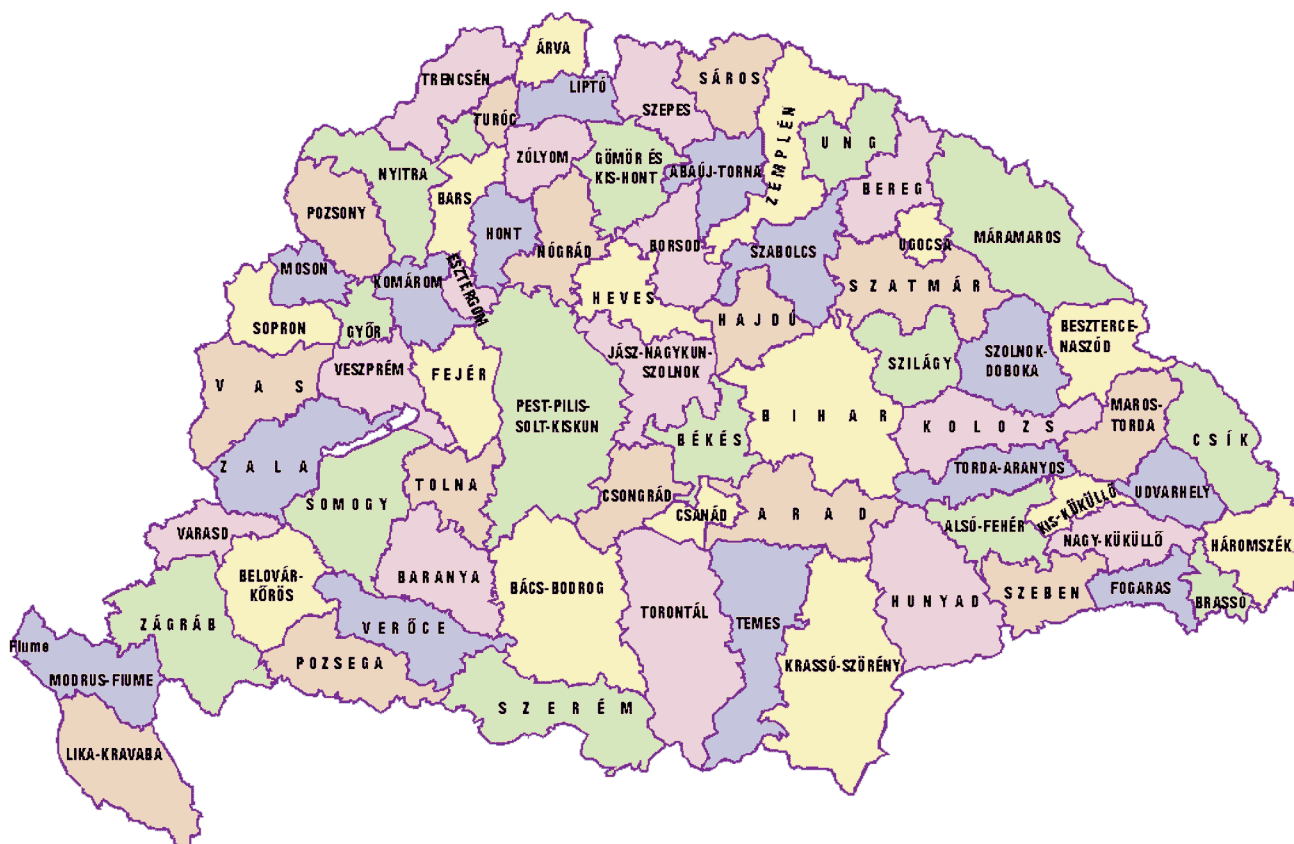 ÁRVA
TRENCSÉN
LIPTÓ
SZEPES
SÁROS
TURÓC
ZÓLYOM
GÖMÖR ÉS
KIS-HONT
ABAÚJ-TORNA
ZEMPLÉN
UNG
BEREG
NYITRA
BARS
POZSONY
HONT
NÓGRÁD
BORSOD
SZABOLCS
UGOCSA
MÁRAMAROS
MOSON
KOMÁROM
ESZTERGOM
HEVES
SZATMÁR
SOPRON
GYŐR
HAJDÚ
BESZTERCE-
NASZÓD
VAS
VESZPRÉM
FEJÉR
JÁSZ-NAGYKUN-
SZOLNOK
SZILÁGY
SZOLNOK-
DOBOKA
PEST-PILIS-
SOLT-KISKUN
BIHAR
KOLOZS
MAROS-
TORDA
CSÍK
BÉKÉS
ZALA
SOMOGY
TOLNA
CSONGRÁD
CSANÁD
ARAD
TORDA-ARANYOS
UDVARHELY
ALSÓ-FEHÉR
KIS-KÜKÜLLŐ
NAGY-KÜKÜLLŐ
HÁROMSZÉK
VARASD
BELOVÁR-
KŐRÖS
BARANYA
BÁCS-BODROG
TORONTÁL
TEMES
HUNYAD
SZEBEN
FOGARAS
BRASSÓ
ZÁGRÁB
VERŐCE
Fiume
MODRUS-FIUME
POZSEGA
KRASSÓ-SZÖRÉNY
SZERÉM
LIKA-KRAVABA